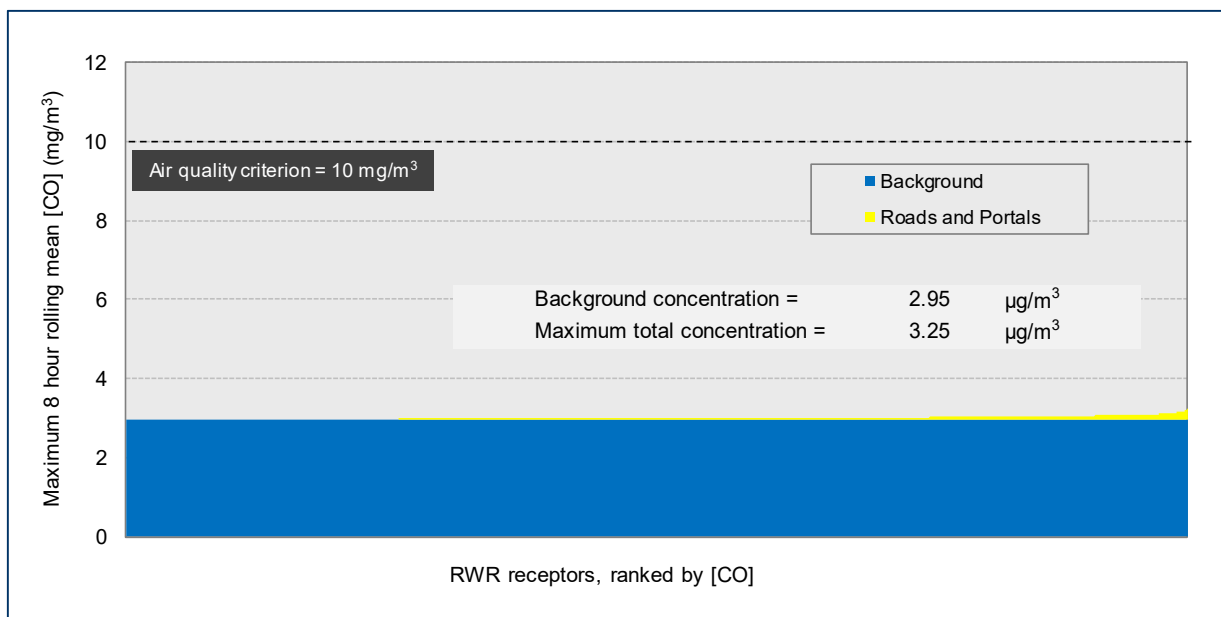 12
10
Air quality criterion = 10 mg/m³
Background
Roads and Portals
8
6
Background concentration = 2.95 µg/m³
Maximum total concentration = 3.25 µg/m³
4
2
0
Maximum 8 hour rolling mean [CO] (mg/m³)
RWR receptors, ranked by [CO]